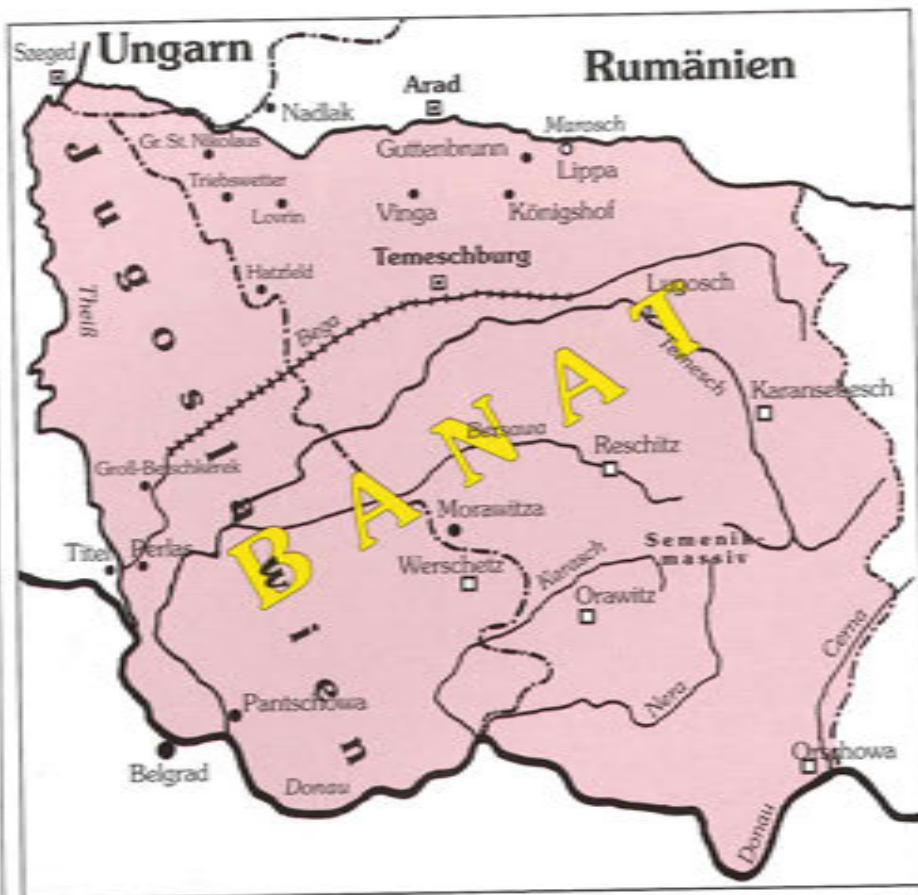 Ungarn
Szeged
Rumänien
Arad
Nadlak
Marosch
Gr. St. Nikolaus
Guttenbrunn
Lippa
Triebswetter
Lovrin
Vinga
Königshof
Jugoslawien
Temeschburg
Hatzfeld
Theiß
Lugosch
Bega
BANAT
Temesch
Karansebesch
Bersawa
Reschitz
Groß-Betschkerek
Morawitza
Titel
Perlas
Semenik-
massiv
Werschetz
Karasch
Orawitz
Cerna
Nera
Pantschowa
Belgrad
Orschowa
Donau
Donau